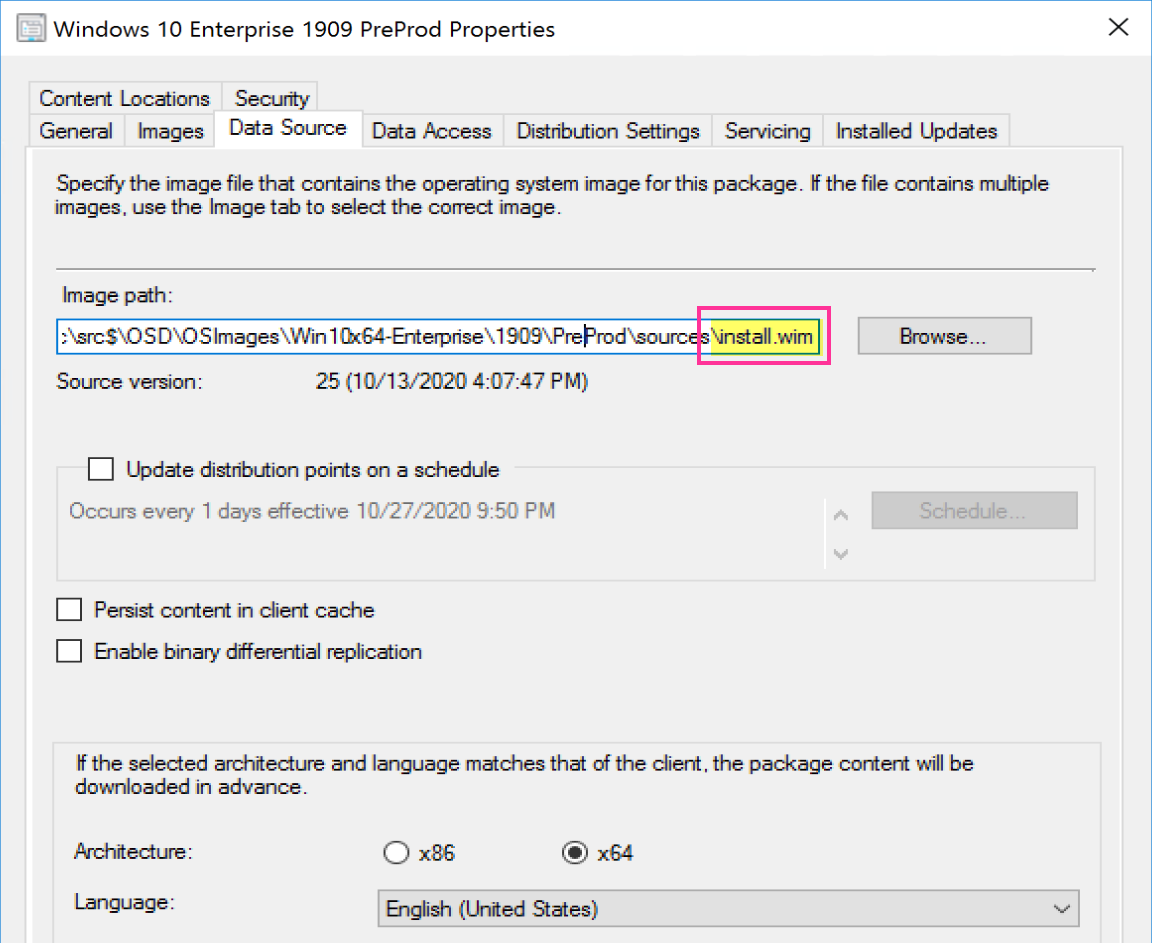 Windows 10 Enterprise 1909 PreProd Properties
Content Locations Security
General Images Data Source Data Access Distribution Settings Servicing Installed Updates
Specify the image file that contains the operating system image for this package. If the file contains multiple
images, use the Image tab to select the correct image.
Image path:
:\src$\OSD\OSImages\Win10x64-Enterprise\1909\PreProd\sources\install.wim Browse...
Source version: 25 (10/13/2020 4:07:47 PM)
Update distribution points on a schedule
Occurs every 1 days effective 10/27/2020 9:50 PM Schedule...
Persist content in client cache
Enable binary differential replication
If the selected architecture and language matches that of the client, the package content will be
downloaded in advance.
Architecture: x86 x64
Language: English (United States)